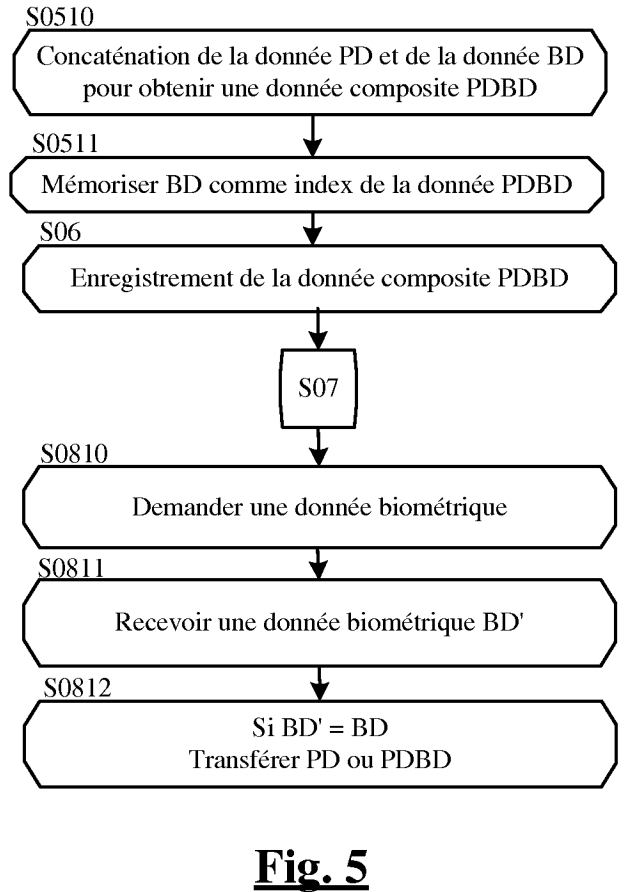 S0510
Concaténation de la donnée PD et de la donnée BD
pour obtenir une donnée composite PDBD
S0511
Mémoriser BD comme index de la donnée PDBD
S06
Enregistrement de la donnée composite PDBD
S07
S0810
Demander une donnée biométrique
S0811
Recevoir une donnée biométrique BD'
S0812
Si BD' = BD
Transférer PD ou PDBD
Fig. 5